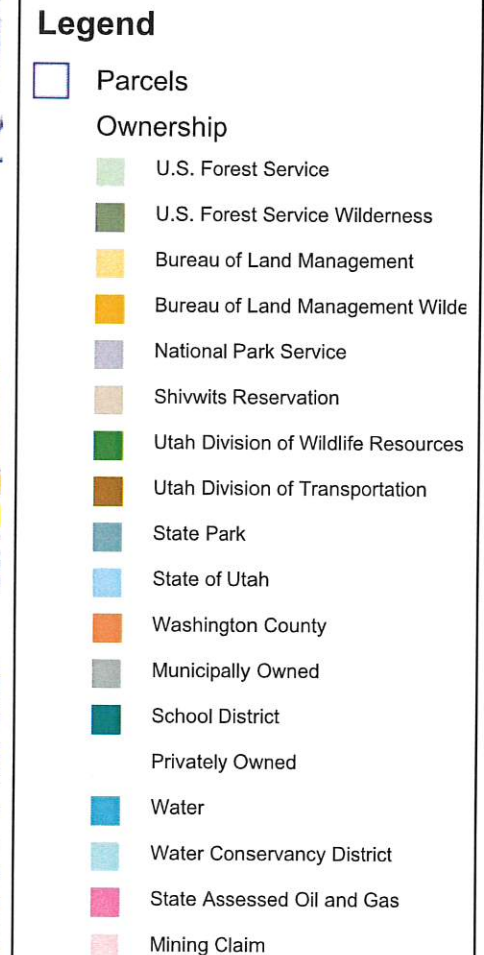 Legend
Parcels
Ownership
U.S. Forest Service
U.S. Forest Service Wilderness
Bureau of Land Management
Bureau of Land Management Wilde
National Park Service
Shivwits Reservation
Utah Division of Wildlife Resources
Utah Division of Transportation
State Park
State of Utah
Washington County
Municipally Owned
School District
Privately Owned
Water
Water Conservancy District
State Assessed Oil and Gas
Mining Claim